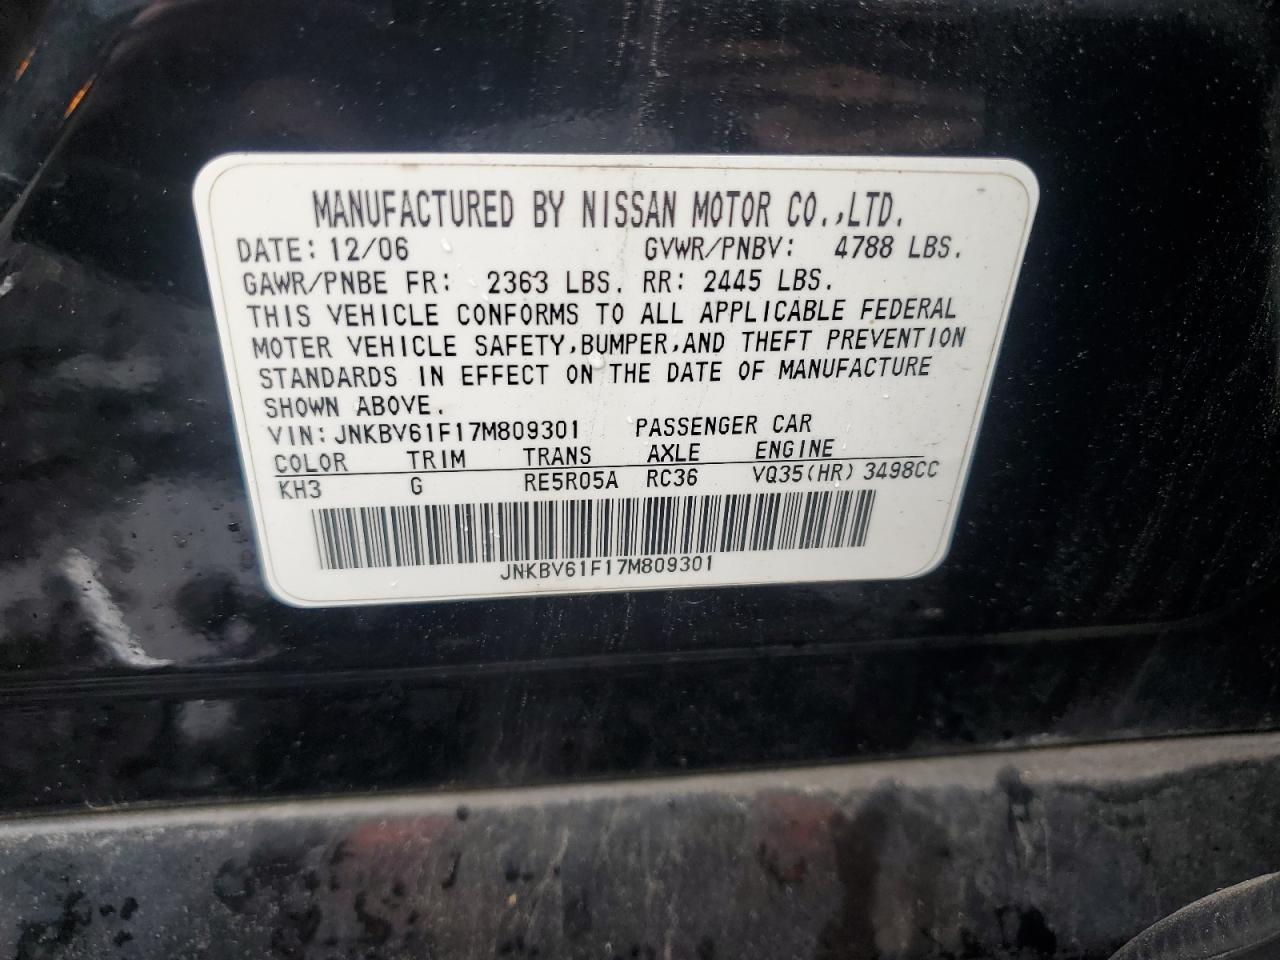 MANUFACTURED BY NISSAN MOTOR CO.,LTD.
DATE: 12/06 GVWR/PNBV: 4788 LBS.
GAWR/PNBE FR: 2363 LBS. RR: 2445 LBS.
THIS VEHICLE CONFORMS TO ALL APPLICABLE FEDERAL
MOTER VEHICLE SAFETY,BUMPER,AND THEFT PREVENTION
STANDARDS IN EFFECT ON THE DATE OF MANUFACTURE
SHOWN ABOVE.
VIN: JNKBV61F17M809301 PASSENGER CAR
COLOR TRIM TRANS AXLE ENGINE
KH3 G RE5R05A RC36 VQ35(HR) 3498CC
JNKBV61F17M809301